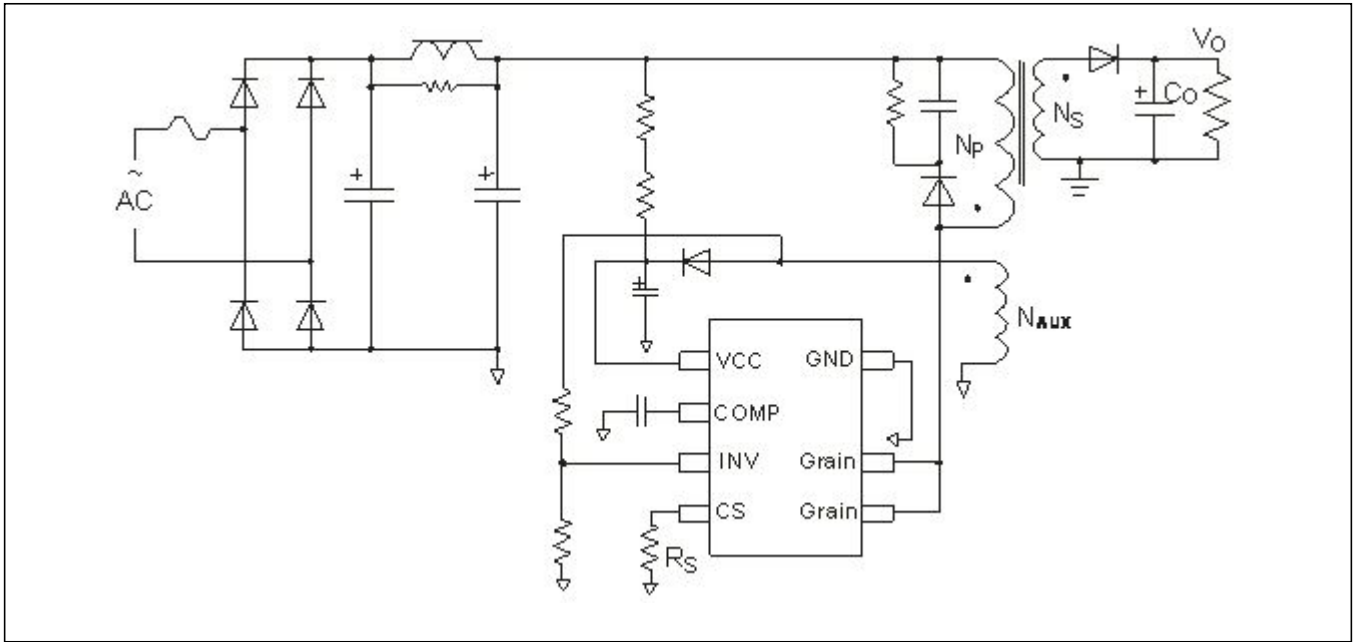 VO
+
CO
NS
NP
+
+
~
AC
+
NAUX
VCC
GND
COMP
INV
Grain
CS
Grain
RS